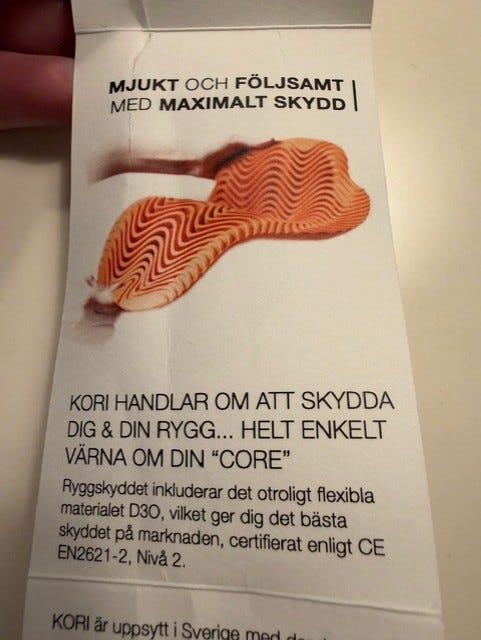 MJUKT OCH FÖLJSAMT
MED MAXIMALT SKYDD
KORI HANDLAR OM ATT SKYDDA
DIG & DIN RYGG... HELT ENKELT
VÄRNA OM DIN “CORE”
Ryggskyddet inkluderar det otroligt flexibla
materialet D3O, vilket ger dig det bästa
skyddet på marknaden, certifierat enligt CE
EN2621-2, Nivå 2.
KORI är uppsytt i Sverige med